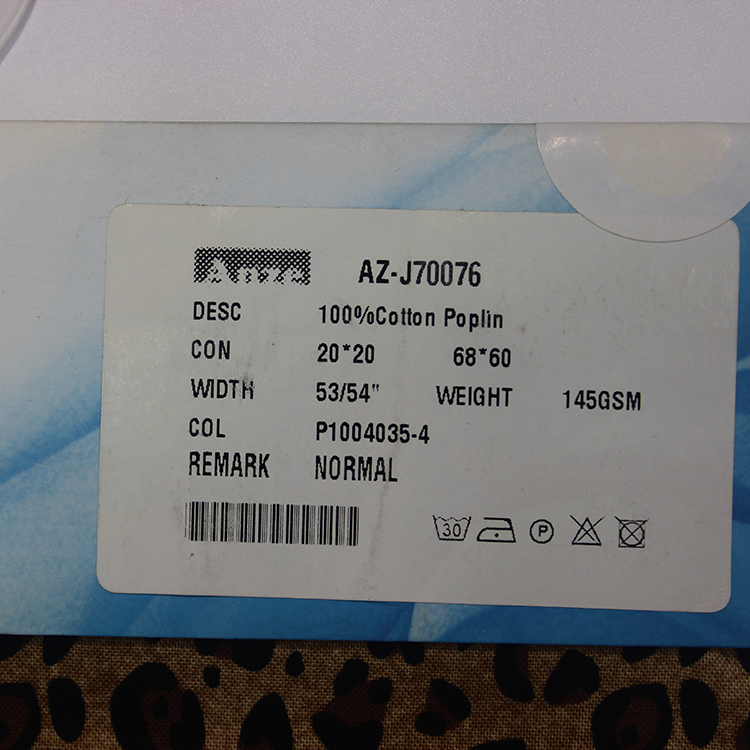 Anze AZ-J70076
DESC 100%Cotton Poplin
CON 20*20 68*60
WIDTH 53/54" WEIGHT 145GSM
COL P1004035-4
REMARK NORMAL
30 P